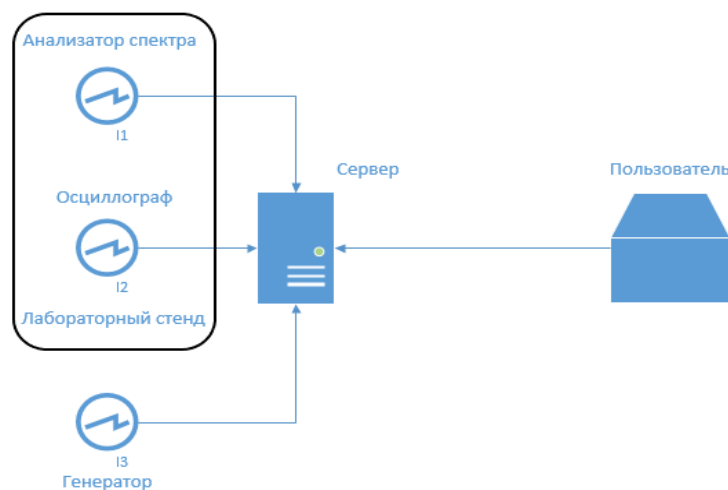 Анализатор спектра
I1
Осциллограф
I2
Лабораторный стенд
I3
Генератор
Сервер
Пользователь